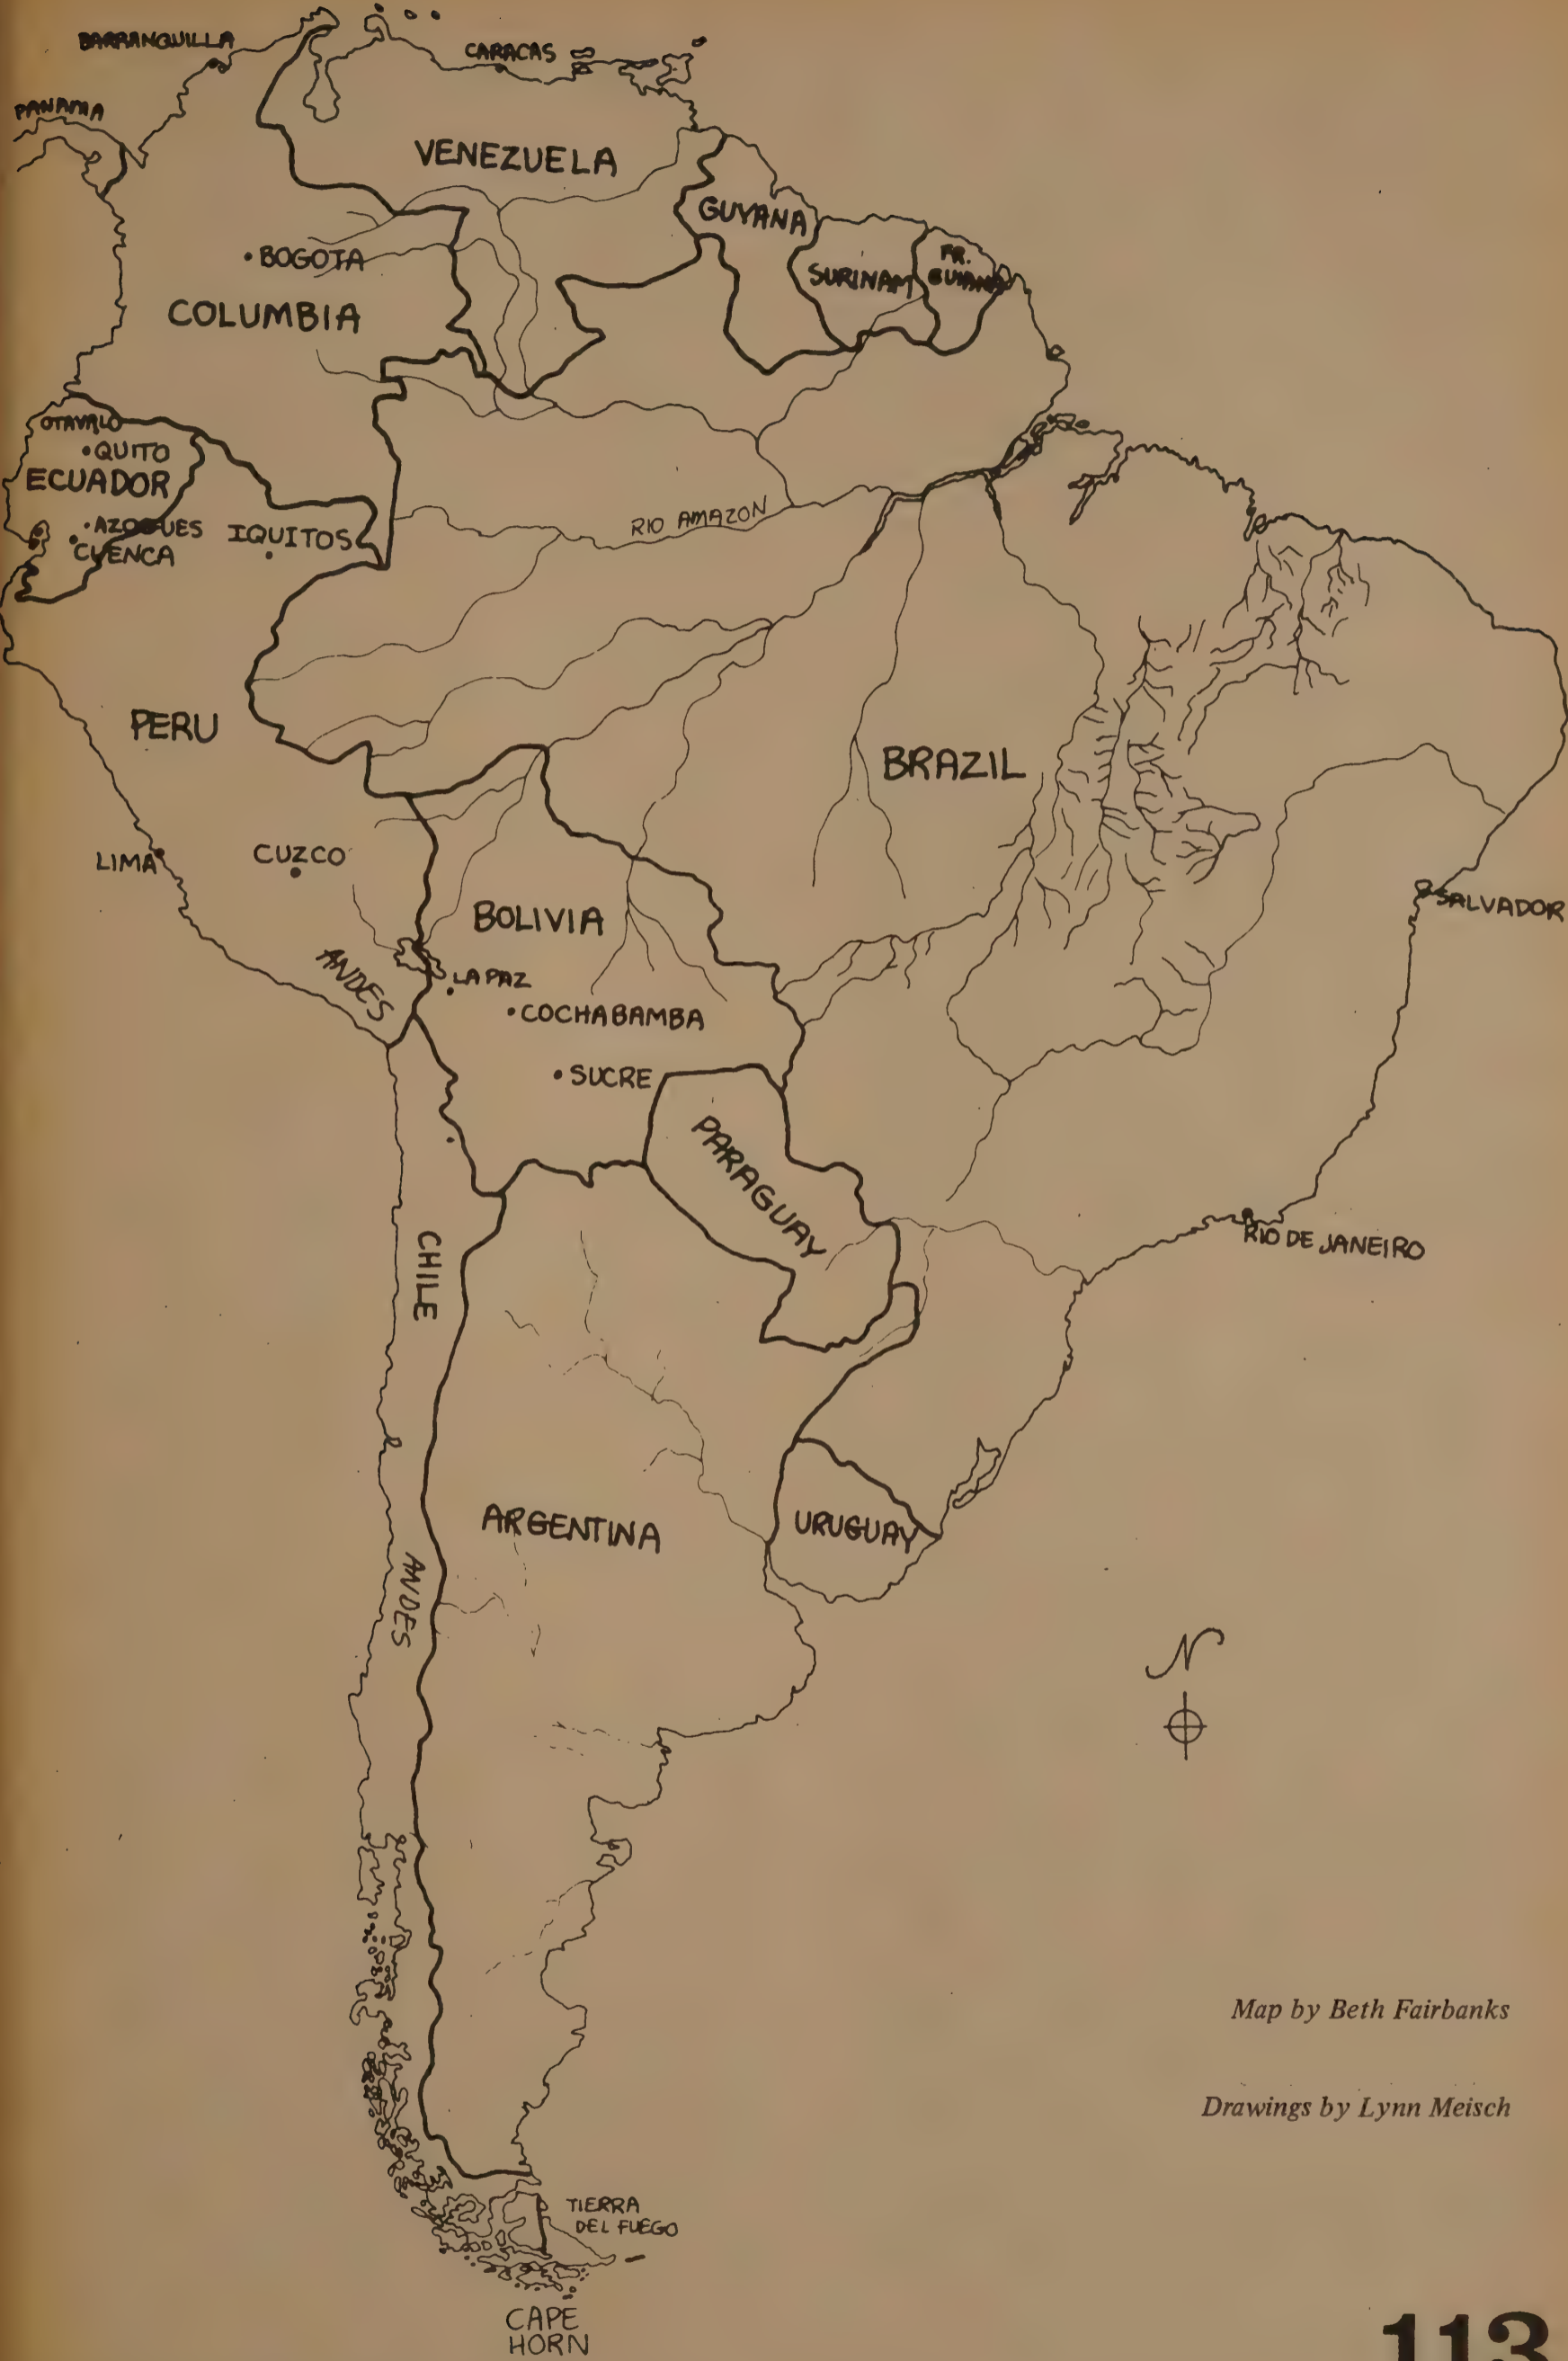 BARRANQUILLA
CARACAS
PANAMA
VENEZUELA
GUYANA
SURINAM
FR.
GUIANA
BOGOTA
COLUMBIA
OTAVALO
QUITO
ECUADOR
AZOGUES
CUENCA
IQUITOS
RIO AMAZON
PERU
BRAZIL
LIMA
CUZCO
BOLIVIA
SALVADOR
ANDES
LA PAZ
COCHABAMBA
SUCRE
PARAGUAY
CHILE
RIO DE JANEIRO
ARGENTINA
URUGUAY
ANDES
N
Map by Beth Fairbanks
Drawings by Lynn Meisch
TIERRA
DEL FUEGO
CAPE
HORN
113